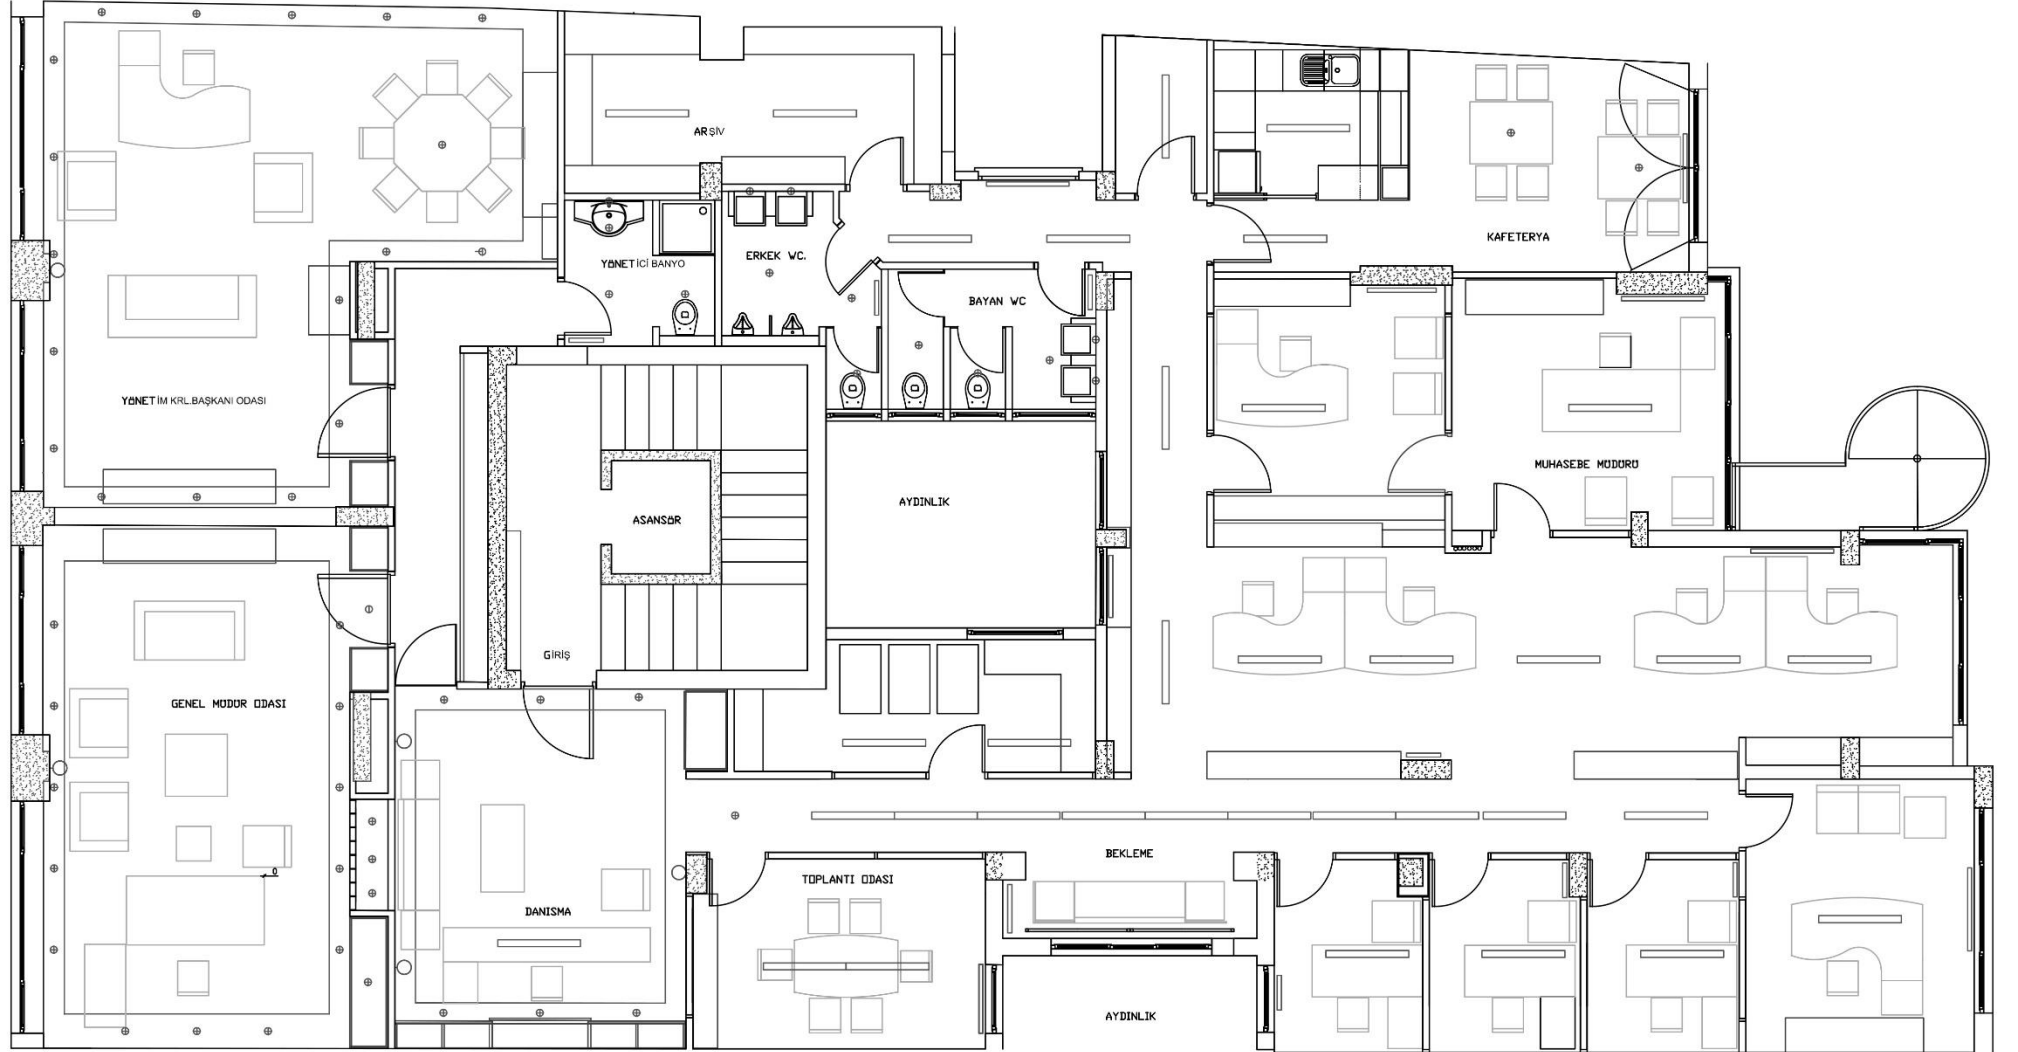 ARŞİV
KAFETERYA
ERKEK WC.
YÖNETİCİ BANYO
BAYAN WC
YÖNETİM KRL.BAŞKANI ODASI
MUHASEBE MÜDÜRÜ
AYDINLIK
ASANSÖR
GİRİŞ
GENEL MÜDÜR ODASI
BEKLEME
TOPLANTI ODASI
DANISMA
0
AYDINLIK